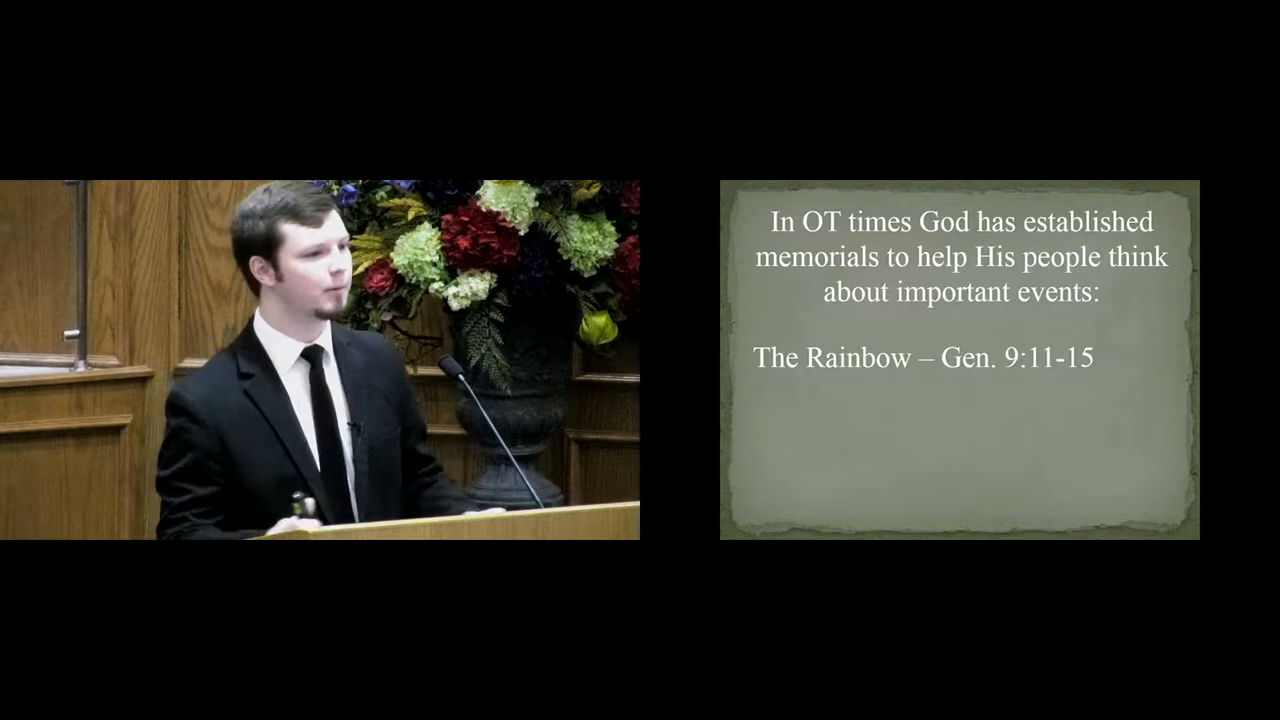 In OT times God has established
memorials to help His people think
about important events:
The Rainbow – Gen. 9:11-15